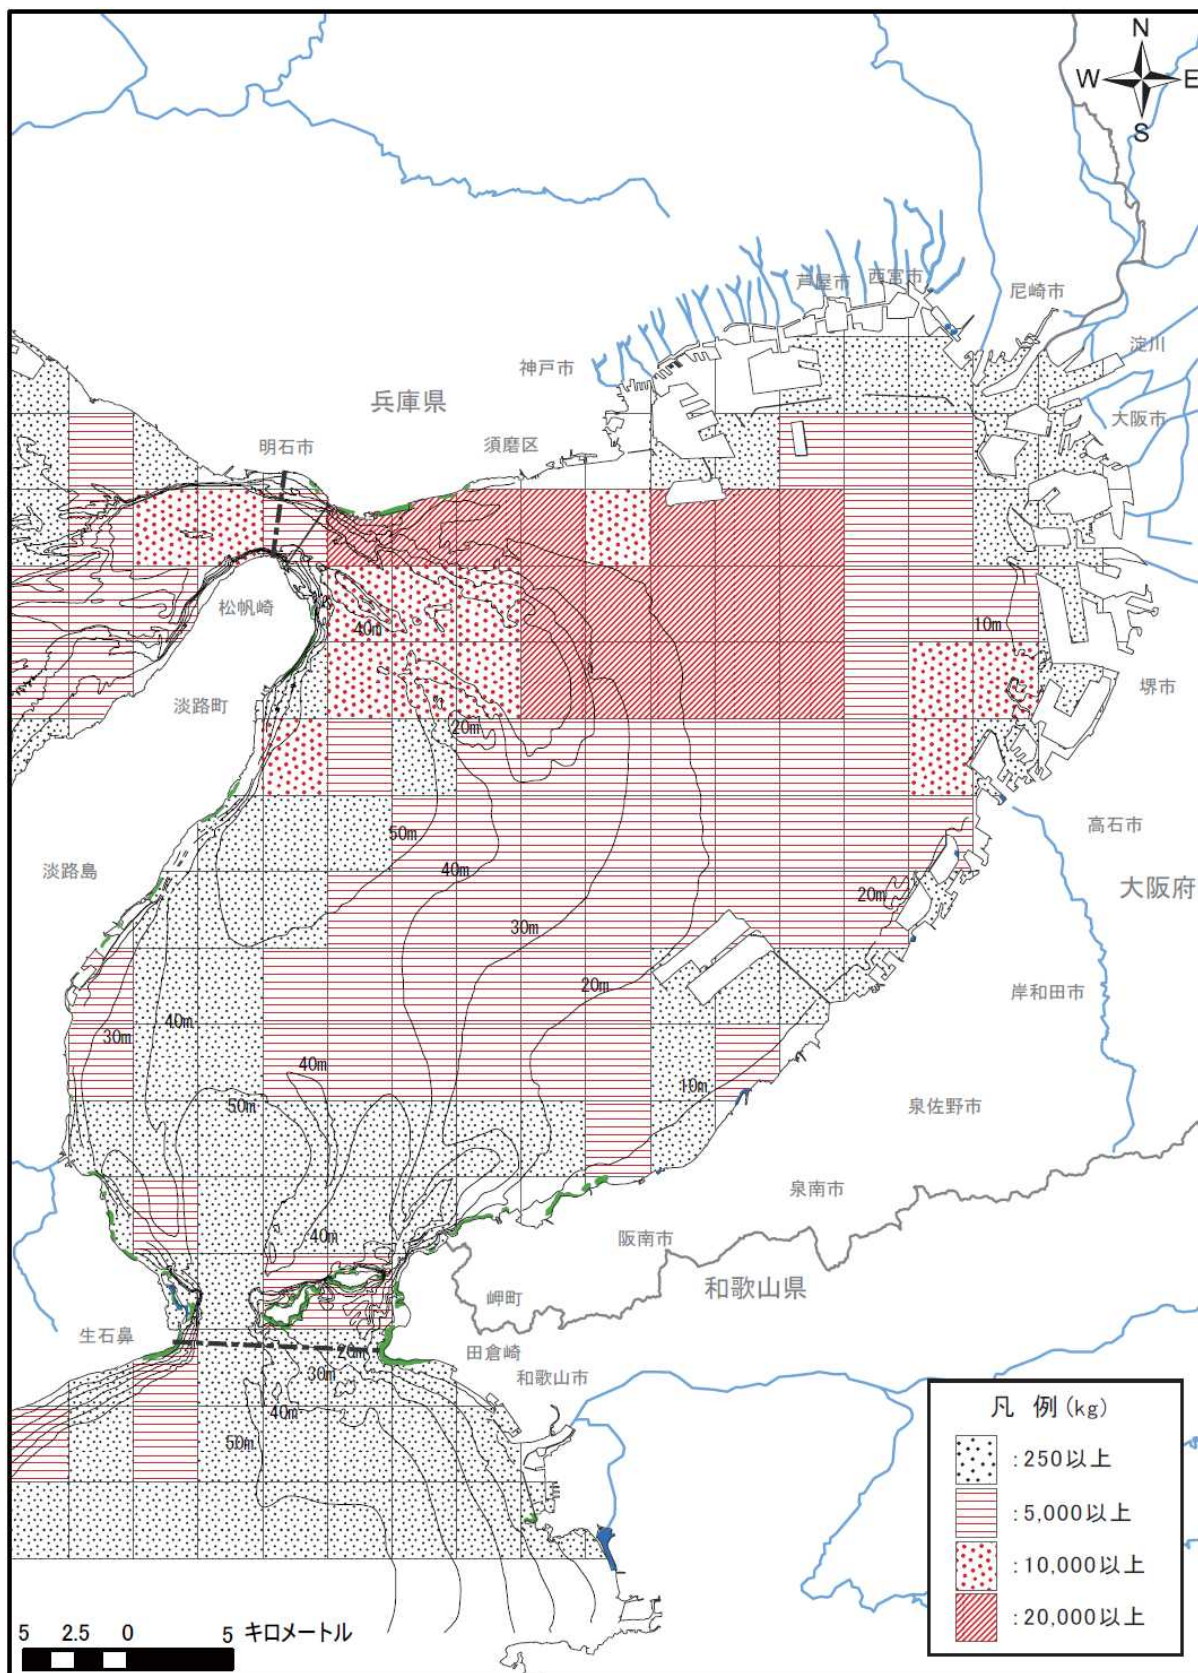 N
W E
S
芦屋市
西宮市
尼崎市
淀川
神戸市
兵庫県
大阪市
明石市
須磨区
松帆崎
10m
40m
堺市
淡路町
20m
高石市
50m
淡路島
40m
大阪府
20m
30m
20m
岸和田市
40m
30m
40m
10m
50m
泉佐野市
泉南市
阪南市
40m
和歌山県
岬町
生石鼻
田倉崎
20m
30m
和歌山市
40m
50m
凡 例(kg)
:250以上
:5,000以上
:10,000以上
:20,000以上
5 2.5 0 5 キロメートル